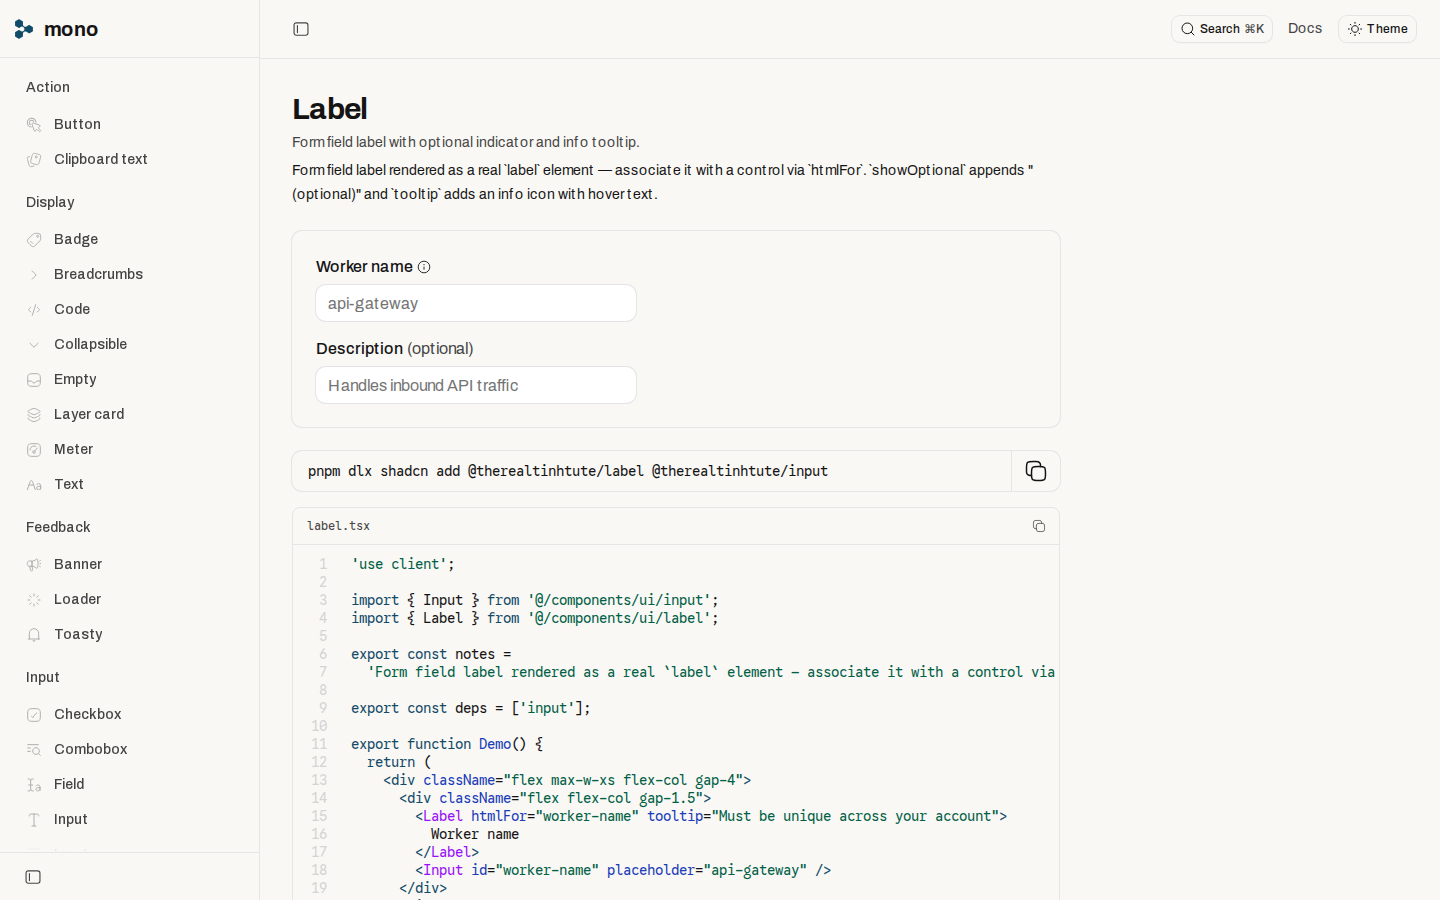 mono
Search ⌘K
Docs
Theme
Action
Button
Clipboard text
Display
Badge
Breadcrumbs
Code
Collapsible
Empty
Layer card
Meter
Text
Feedback
Banner
Loader
Toasty
Input
Checkbox
Combobox
Field
Input
Label
Form field label with optional indicator and info tooltip.
Form field label rendered as a real `label` element — associate it with a control via `htmlFor`. `showOptional` appends "
(optional)" and `tooltip` adds an info icon with hover text.
Worker name
api-gateway
Description (optional)
Handles inbound API traffic
pnpm dlx shadcn add @therealtinhtute/label @therealtinhtute/input
label.tsx
1 'use client';
2
3 import { Input } from '@/components/ui/input';
4 import { Label } from '@/components/ui/label';
5
6 export const notes =
7 'Form field label rendered as a real `label` element — associate it with a control via
8
9 export const deps = ['input'];
10
11 export function Demo() {
12 return (
13 <div className="flex max-w-xs flex-col gap-4">
14 <div className="flex flex-col gap-1.5">
15 <Label htmlFor="worker-name" tooltip="Must be unique across your account">
16 Worker name
17 </Label>
18 <Input id="worker-name" placeholder="api-gateway" />
19 </div>